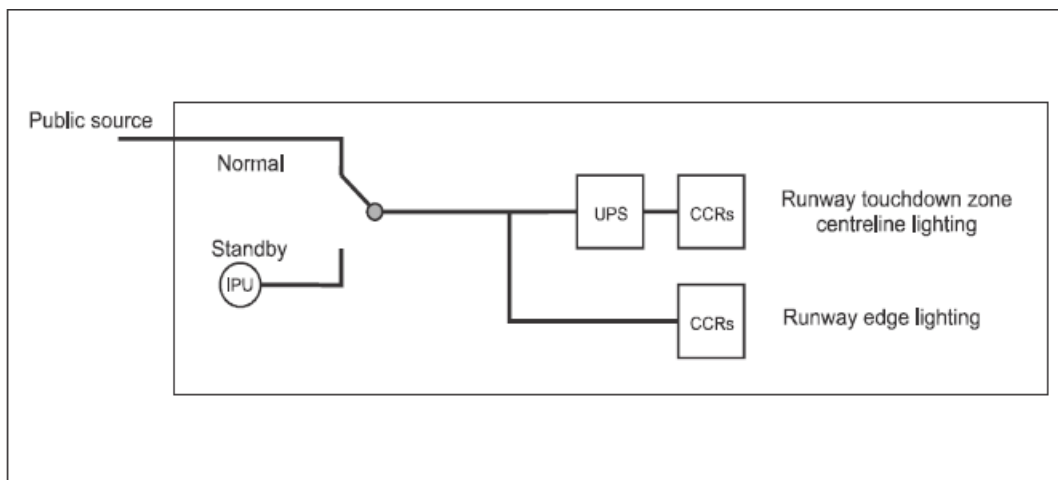 Public source
Normal
Standby
IPU
UPS
CCRs
Runway touchdown zone
centreline lighting
CCRs
Runway edge lighting